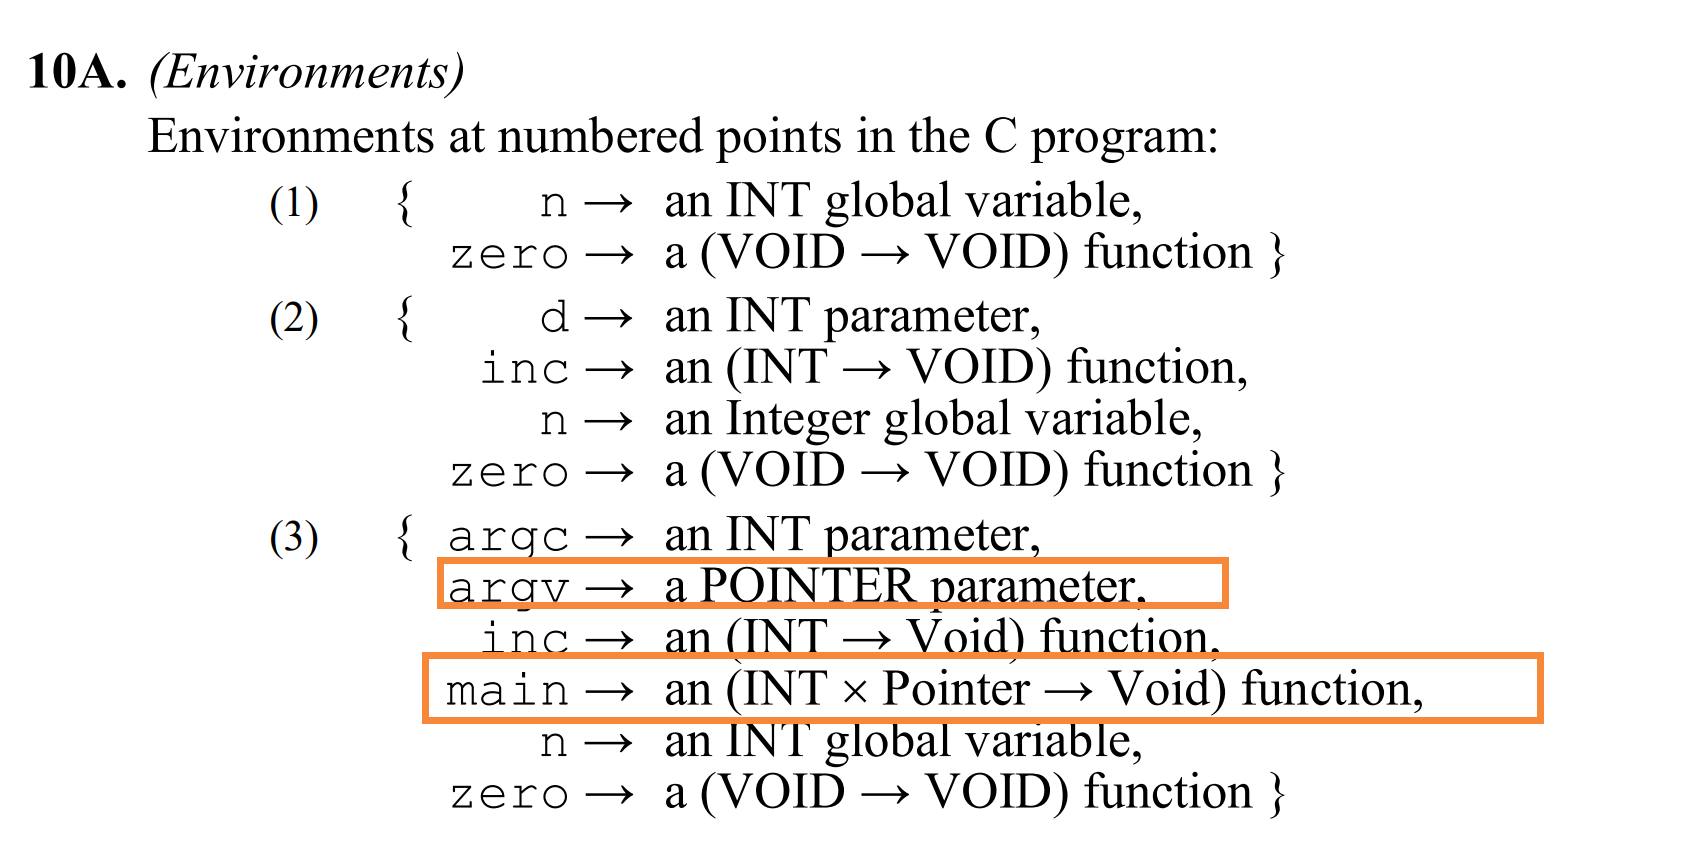 10A. (Environments)
Environments at numbered points in the C program:
(1) { n → an INT global variable,
zero → a (VOID → VOID) function }
(2) { d → an INT parameter,
inc → an (INT → VOID) function,
n → an Integer global variable,
zero → a (VOID → VOID) function }
(3) { argc → an INT parameter,
argv → a POINTER parameter,
inc → an (INT → Void) function,
main → an (INT × Pointer → Void) function,
n → an INT global variable,
zero → a (VOID → VOID) function }